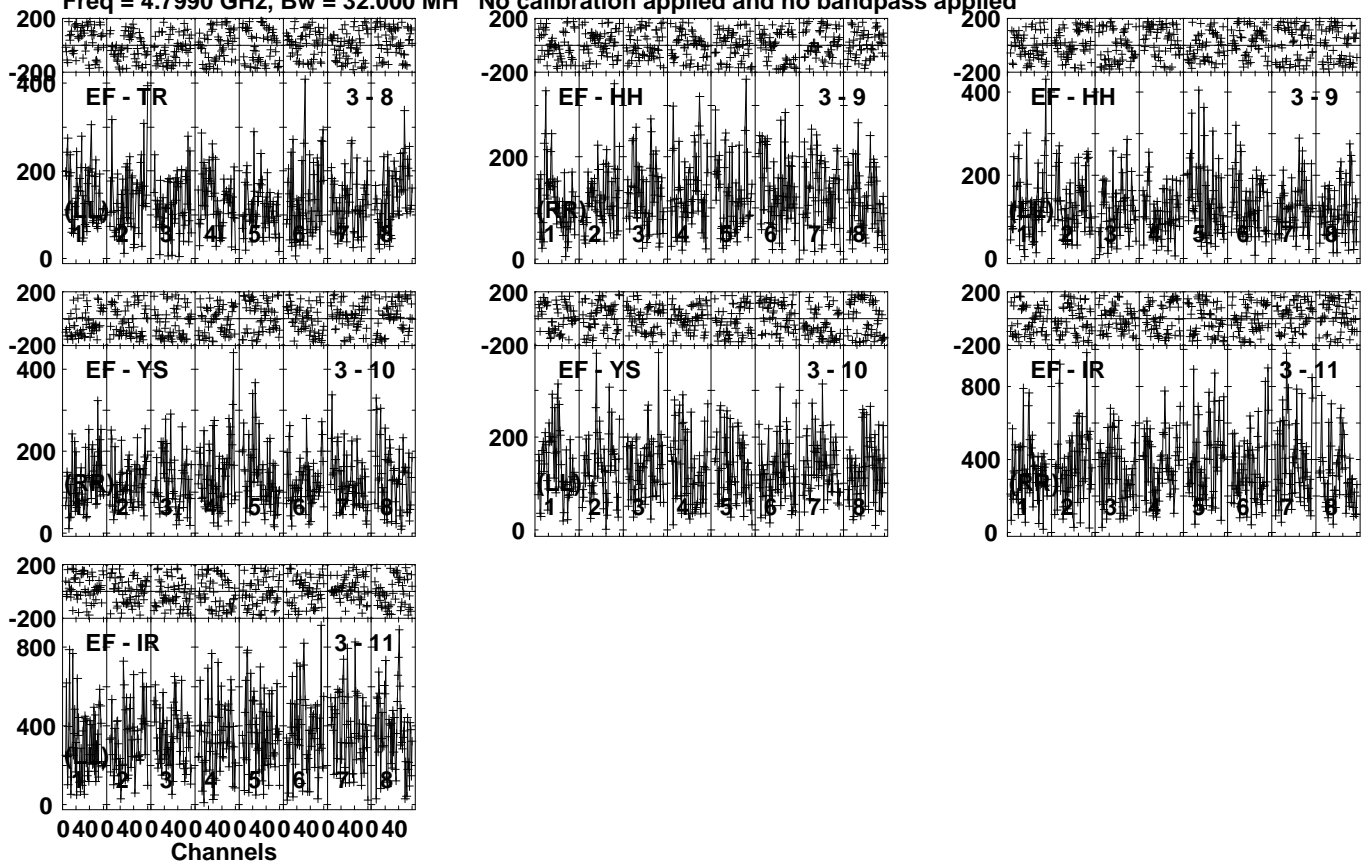 Freq = 4.7990 GHz, Bw = 32.000 MH No calibration applied and no bandpass applied
200
-200
400
200
0
EF - TR 3 - 8
(LL)
1 2 3 4 5 6 7 8
200
-200
200
0
EF - HH 3 - 9
(RR)
1 2 3 4 5 6 7 8
200
-200
400
200
0
EF - HH 3 - 9
(LL)
1 2 3 4 5 6 7 8
200
-200
400
200
0
EF - YS 3 - 10
(RR)
1 2 3 4 5 6 7 8
200
-200
200
0
EF - YS 3 - 10
(LL)
1 2 3 4 5 6 7 8
200
-200
800
400
0
EF - IR 3 - 11
(RR)
1 2 3 4 5 6 7 8
200
-200
800
400
0
EF - IR 3 - 11
(LL)
1 2 3 4 5 6 7 8
0 40 0 40 0 40 0 40 0 40 0 40 0 40 0 40
Channels